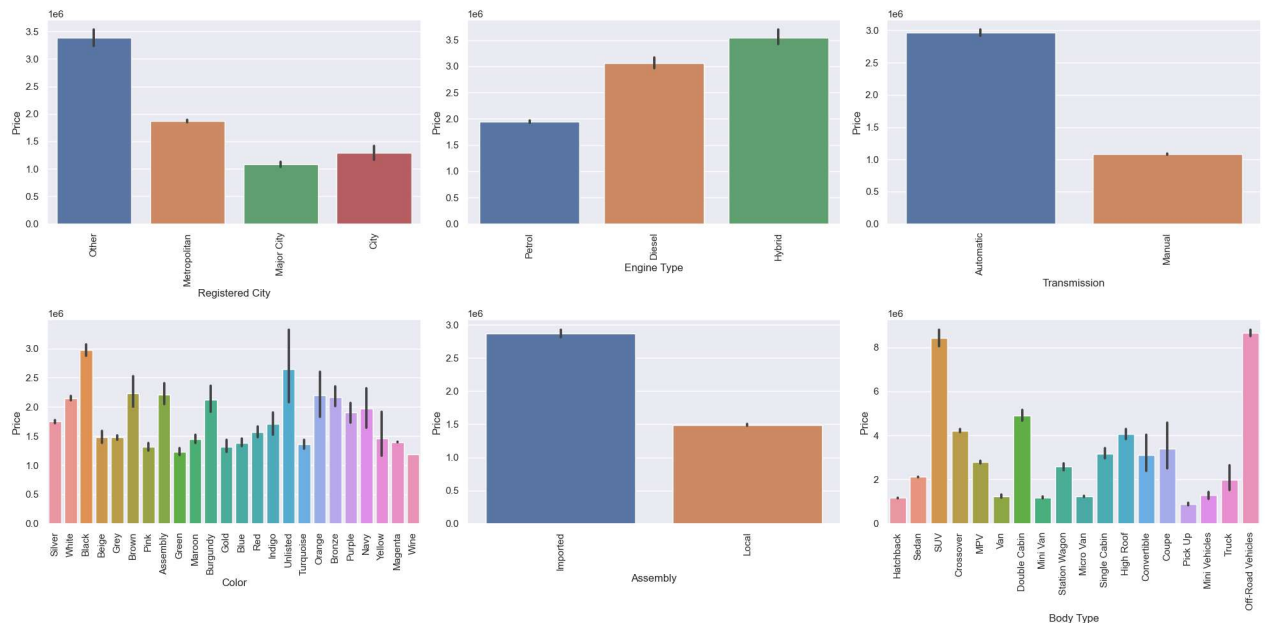 1e6
Price
3.5
3.0
2.5
2.0
1.5
1.0
0.5
0.0
Other
Metropolitan
Major City
City
Registered City
1e6
Price
3.5
3.0
2.5
2.0
1.5
1.0
0.5
0.0
Petrol
Diesel
Hybrid
Engine Type
1e6
Price
3.0
2.5
2.0
1.5
1.0
0.5
0.0
Automatic
Manual
Transmission
1e6
Price
3.0
2.5
2.0
1.5
1.0
0.5
0.0
Silver
White
Black
Beige
Grey
Brown
Pink
Assembly
Green
Maroon
Burgundy
Gold
Blue
Red
Indigo
Unlisted
Turquoise
Orange
Bronze
Purple
Navy
Yellow
Magenta
Wine
Color
1e6
Price
3.0
2.5
2.0
1.5
1.0
0.5
0.0
Imported
Local
Assembly
1e6
Price
8
6
4
2
0
Hatchback
Sedan
SUV
Crossover
MPV
Van
Double Cabin
Mini Van
Station Wagon
Micro Van
Single Cabin
High Roof
Convertible
Coupe
Pick Up
Mini Vehicles
Truck
Off-Road Vehicles
Body Type